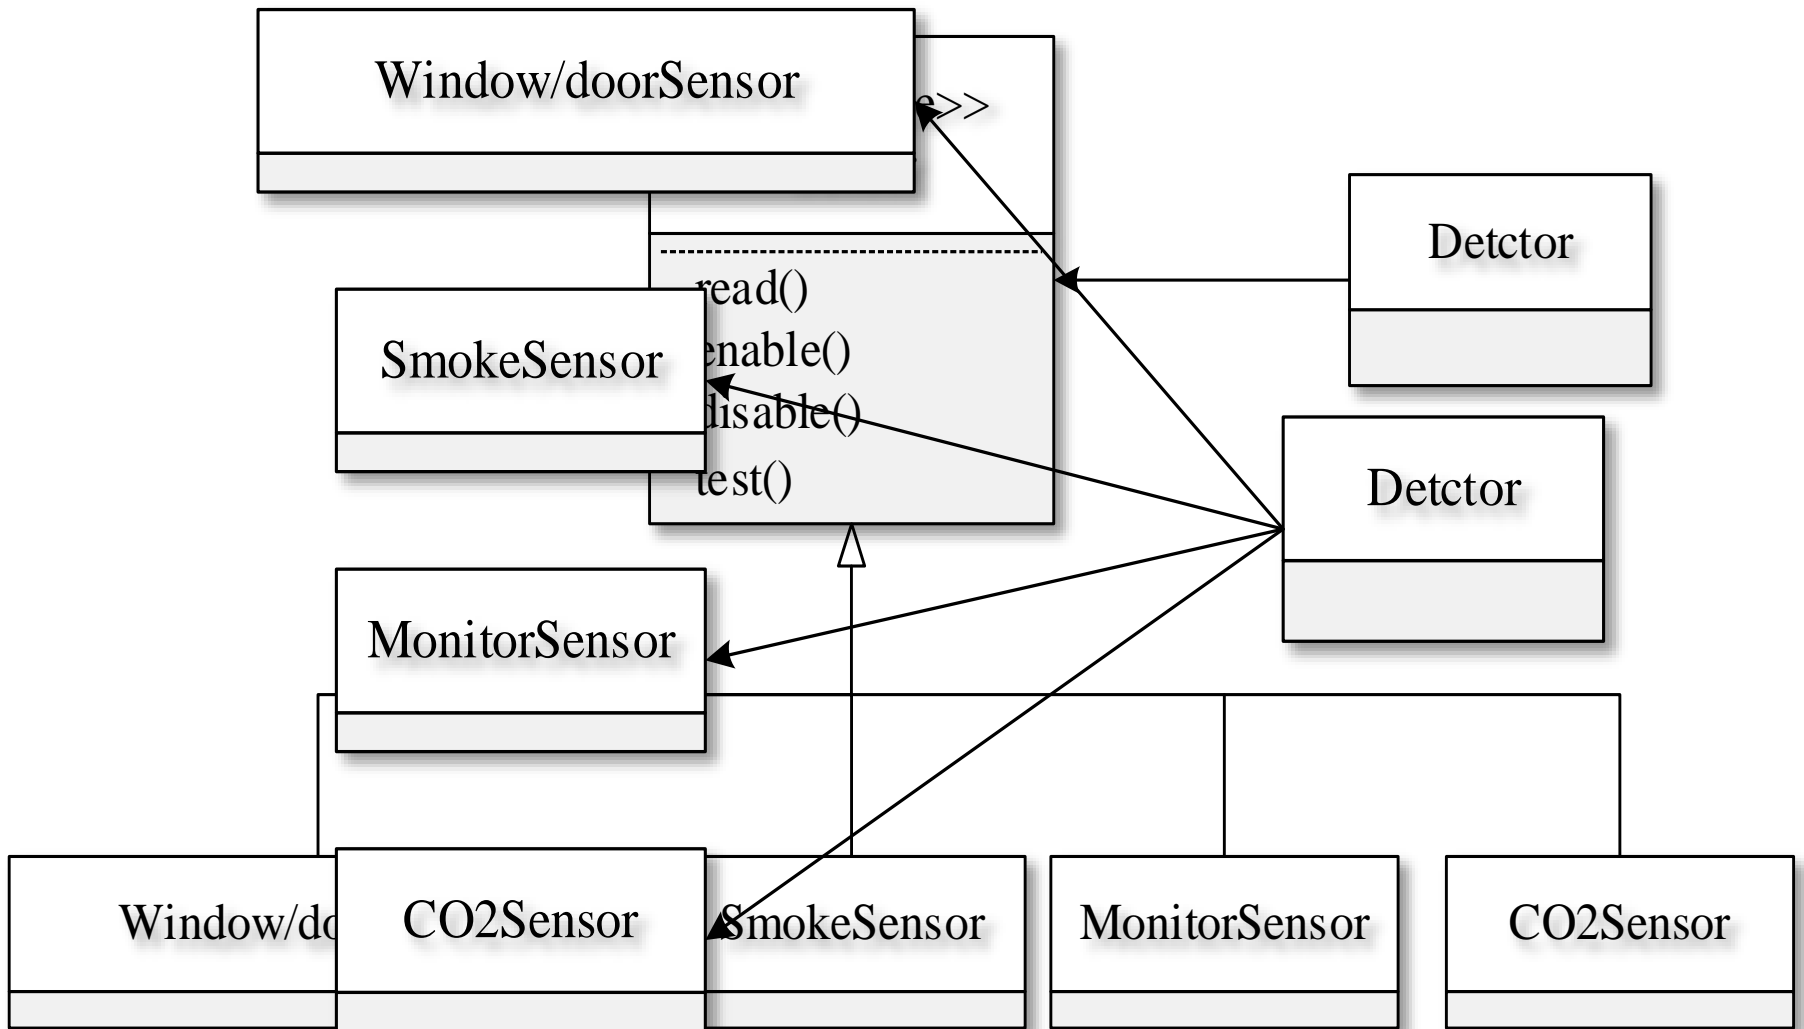 Window/doorSensor
e>>
Detctor
read()
SmokeSensor
enable()
disable()
test()
Detctor
MonitorSensor
Window/do
CO2Sensor
SmokeSensor
MonitorSensor
CO2Sensor